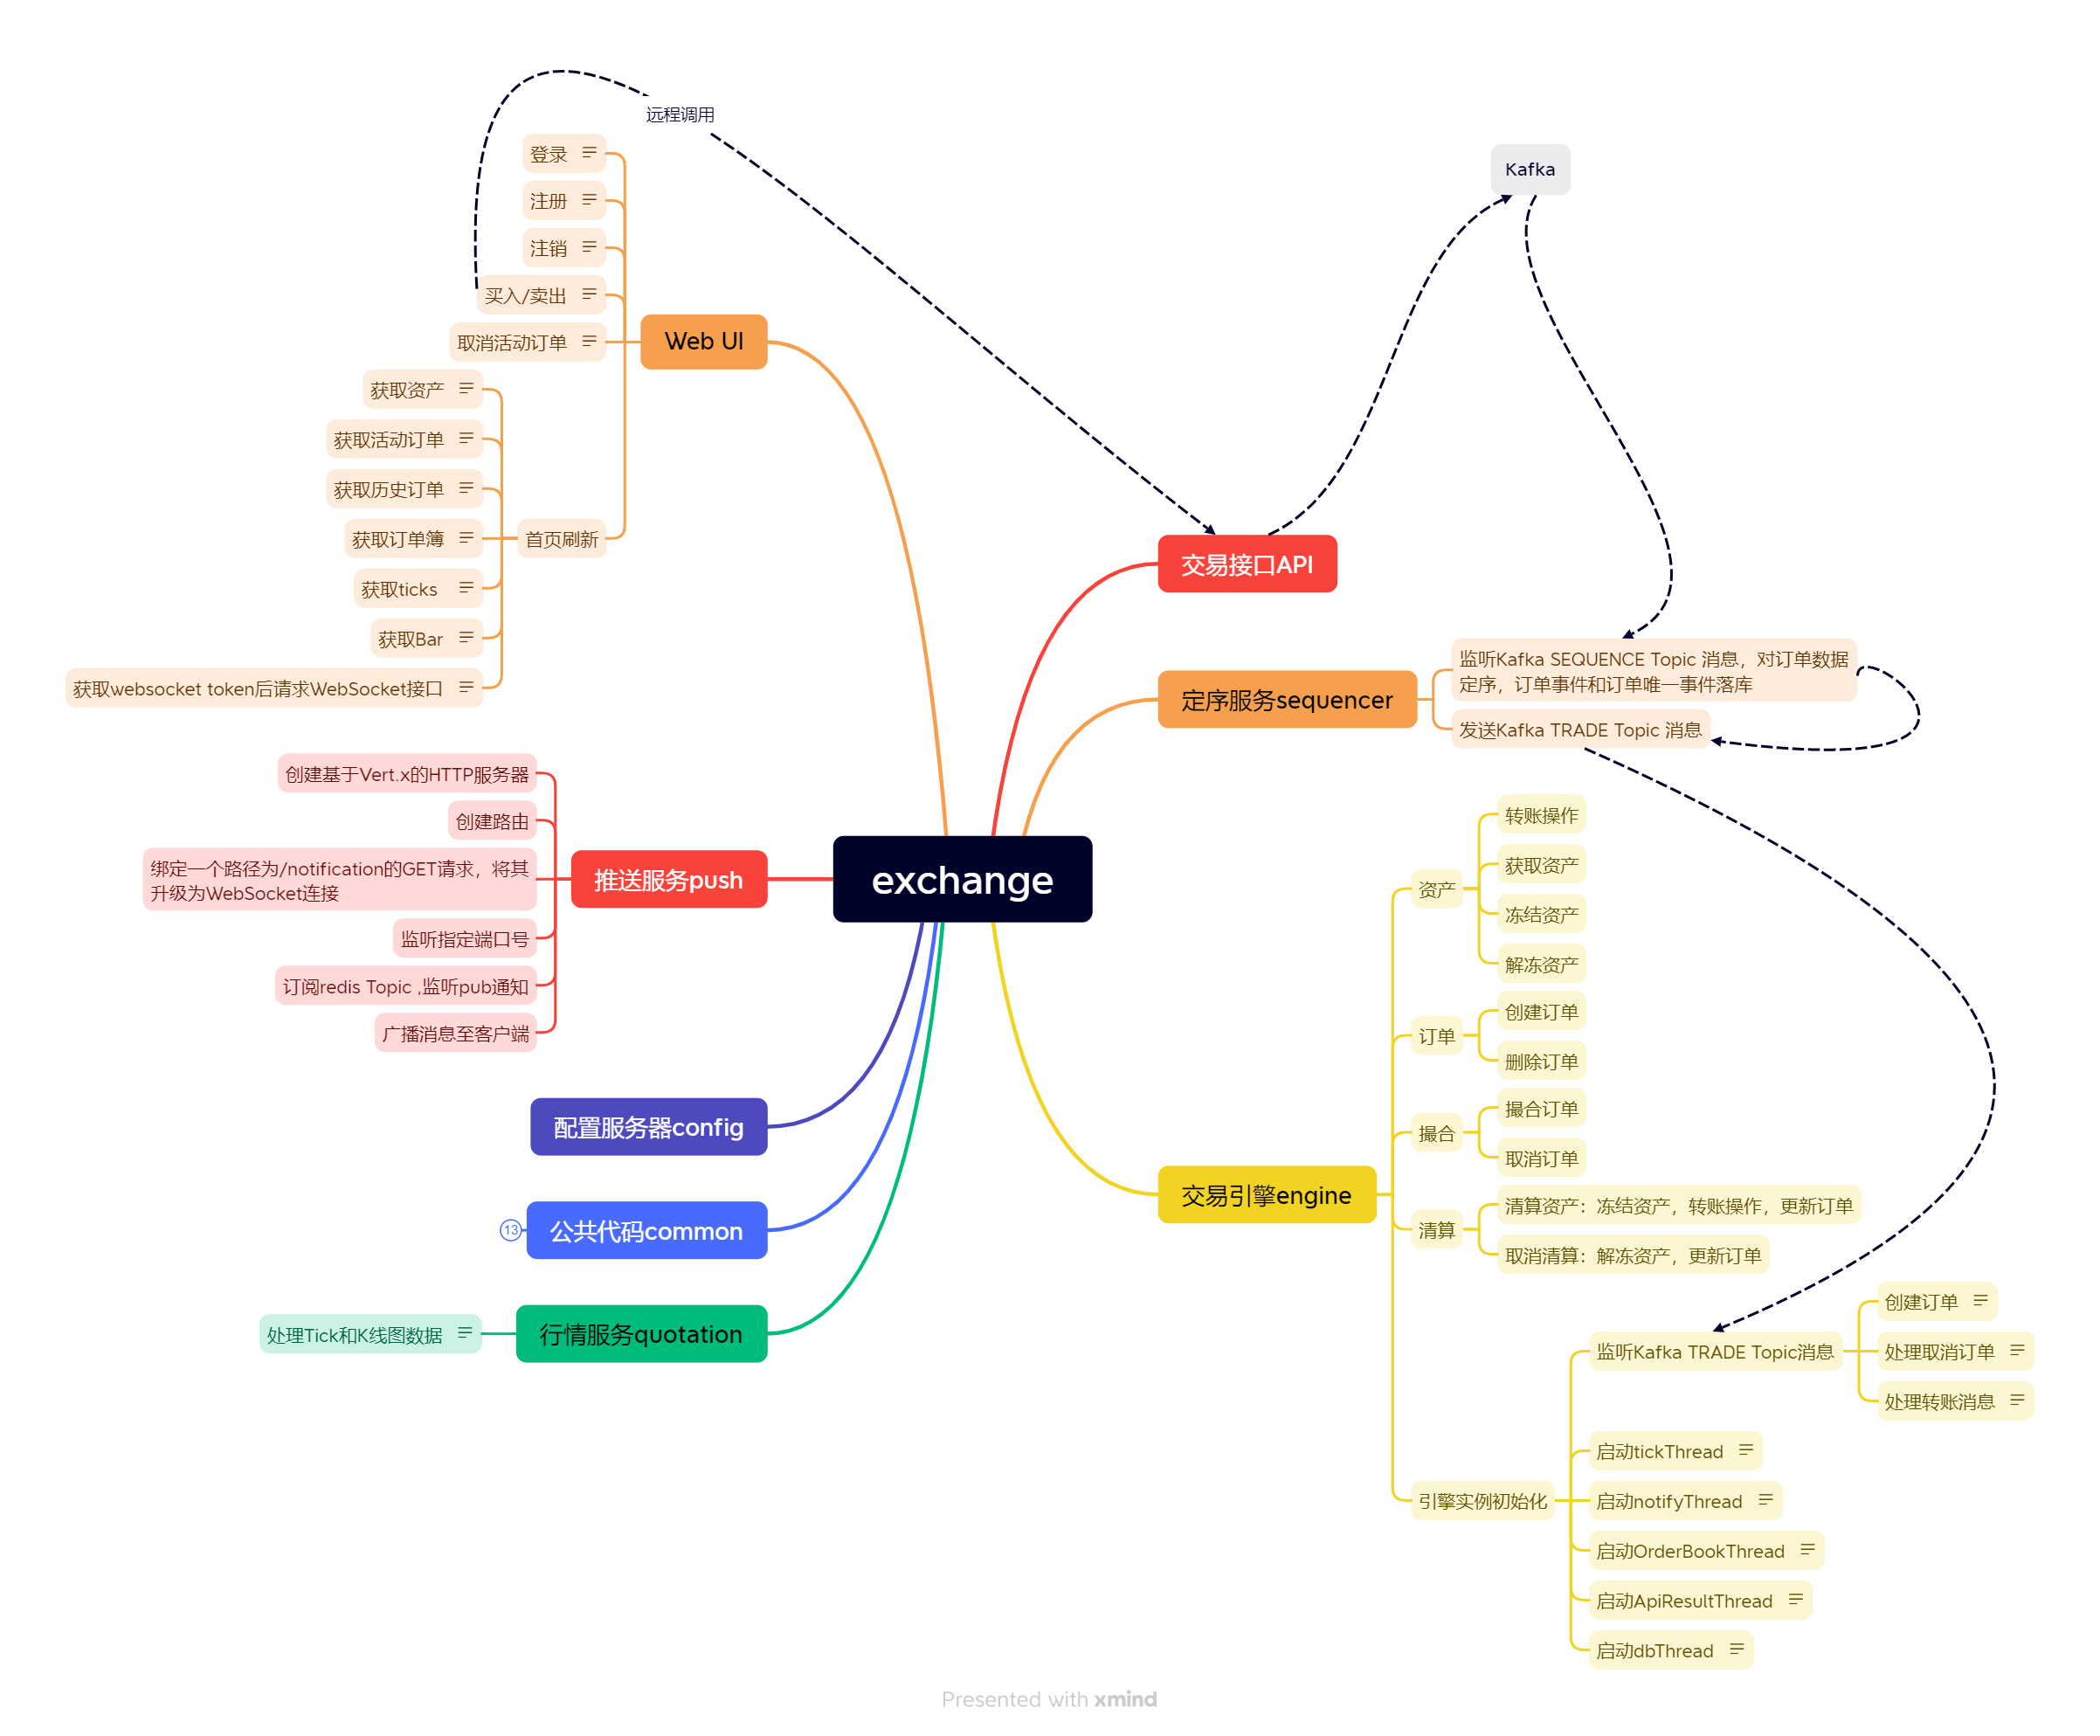 远程调用
登录
注册
注销
买入/卖出
取消活动订单
获取资产
获取活动订单
获取历史订单
获取订单簿
获取ticks
获取Bar
获取websocket token后请求WebSocket接口
首页刷新
Web UI
创建基于Vert.x的HTTP服务器
创建路由
绑定一个路径为/notification的GET请求，将其
升级为WebSocket连接
监听指定端口号
订阅redis Topic ,监听pub通知
广播消息至客户端
推送服务push
配置服务器config
13
公共代码common
处理Tick和K线图数据
行情服务quotation
exchange
Kafka
交易接口API
定序服务sequencer
监听Kafka SEQUENCE Topic 消息，对订单数据
定序，订单事件和订单唯一事件落库
发送Kafka TRADE Topic 消息
交易引擎engine
资产
转账操作
获取资产
冻结资产
解冻资产
订单
创建订单
删除订单
撮合
撮合订单
取消订单
清算
清算资产：冻结资产，转账操作，更新订单
取消清算：解冻资产，更新订单
引擎实例初始化
监听Kafka TRADE Topic消息
创建订单
处理取消订单
处理转账消息
启动tickThread
启动notifyThread
启动OrderBookThread
启动ApiResultThread
启动dbThread
Presented with xmind